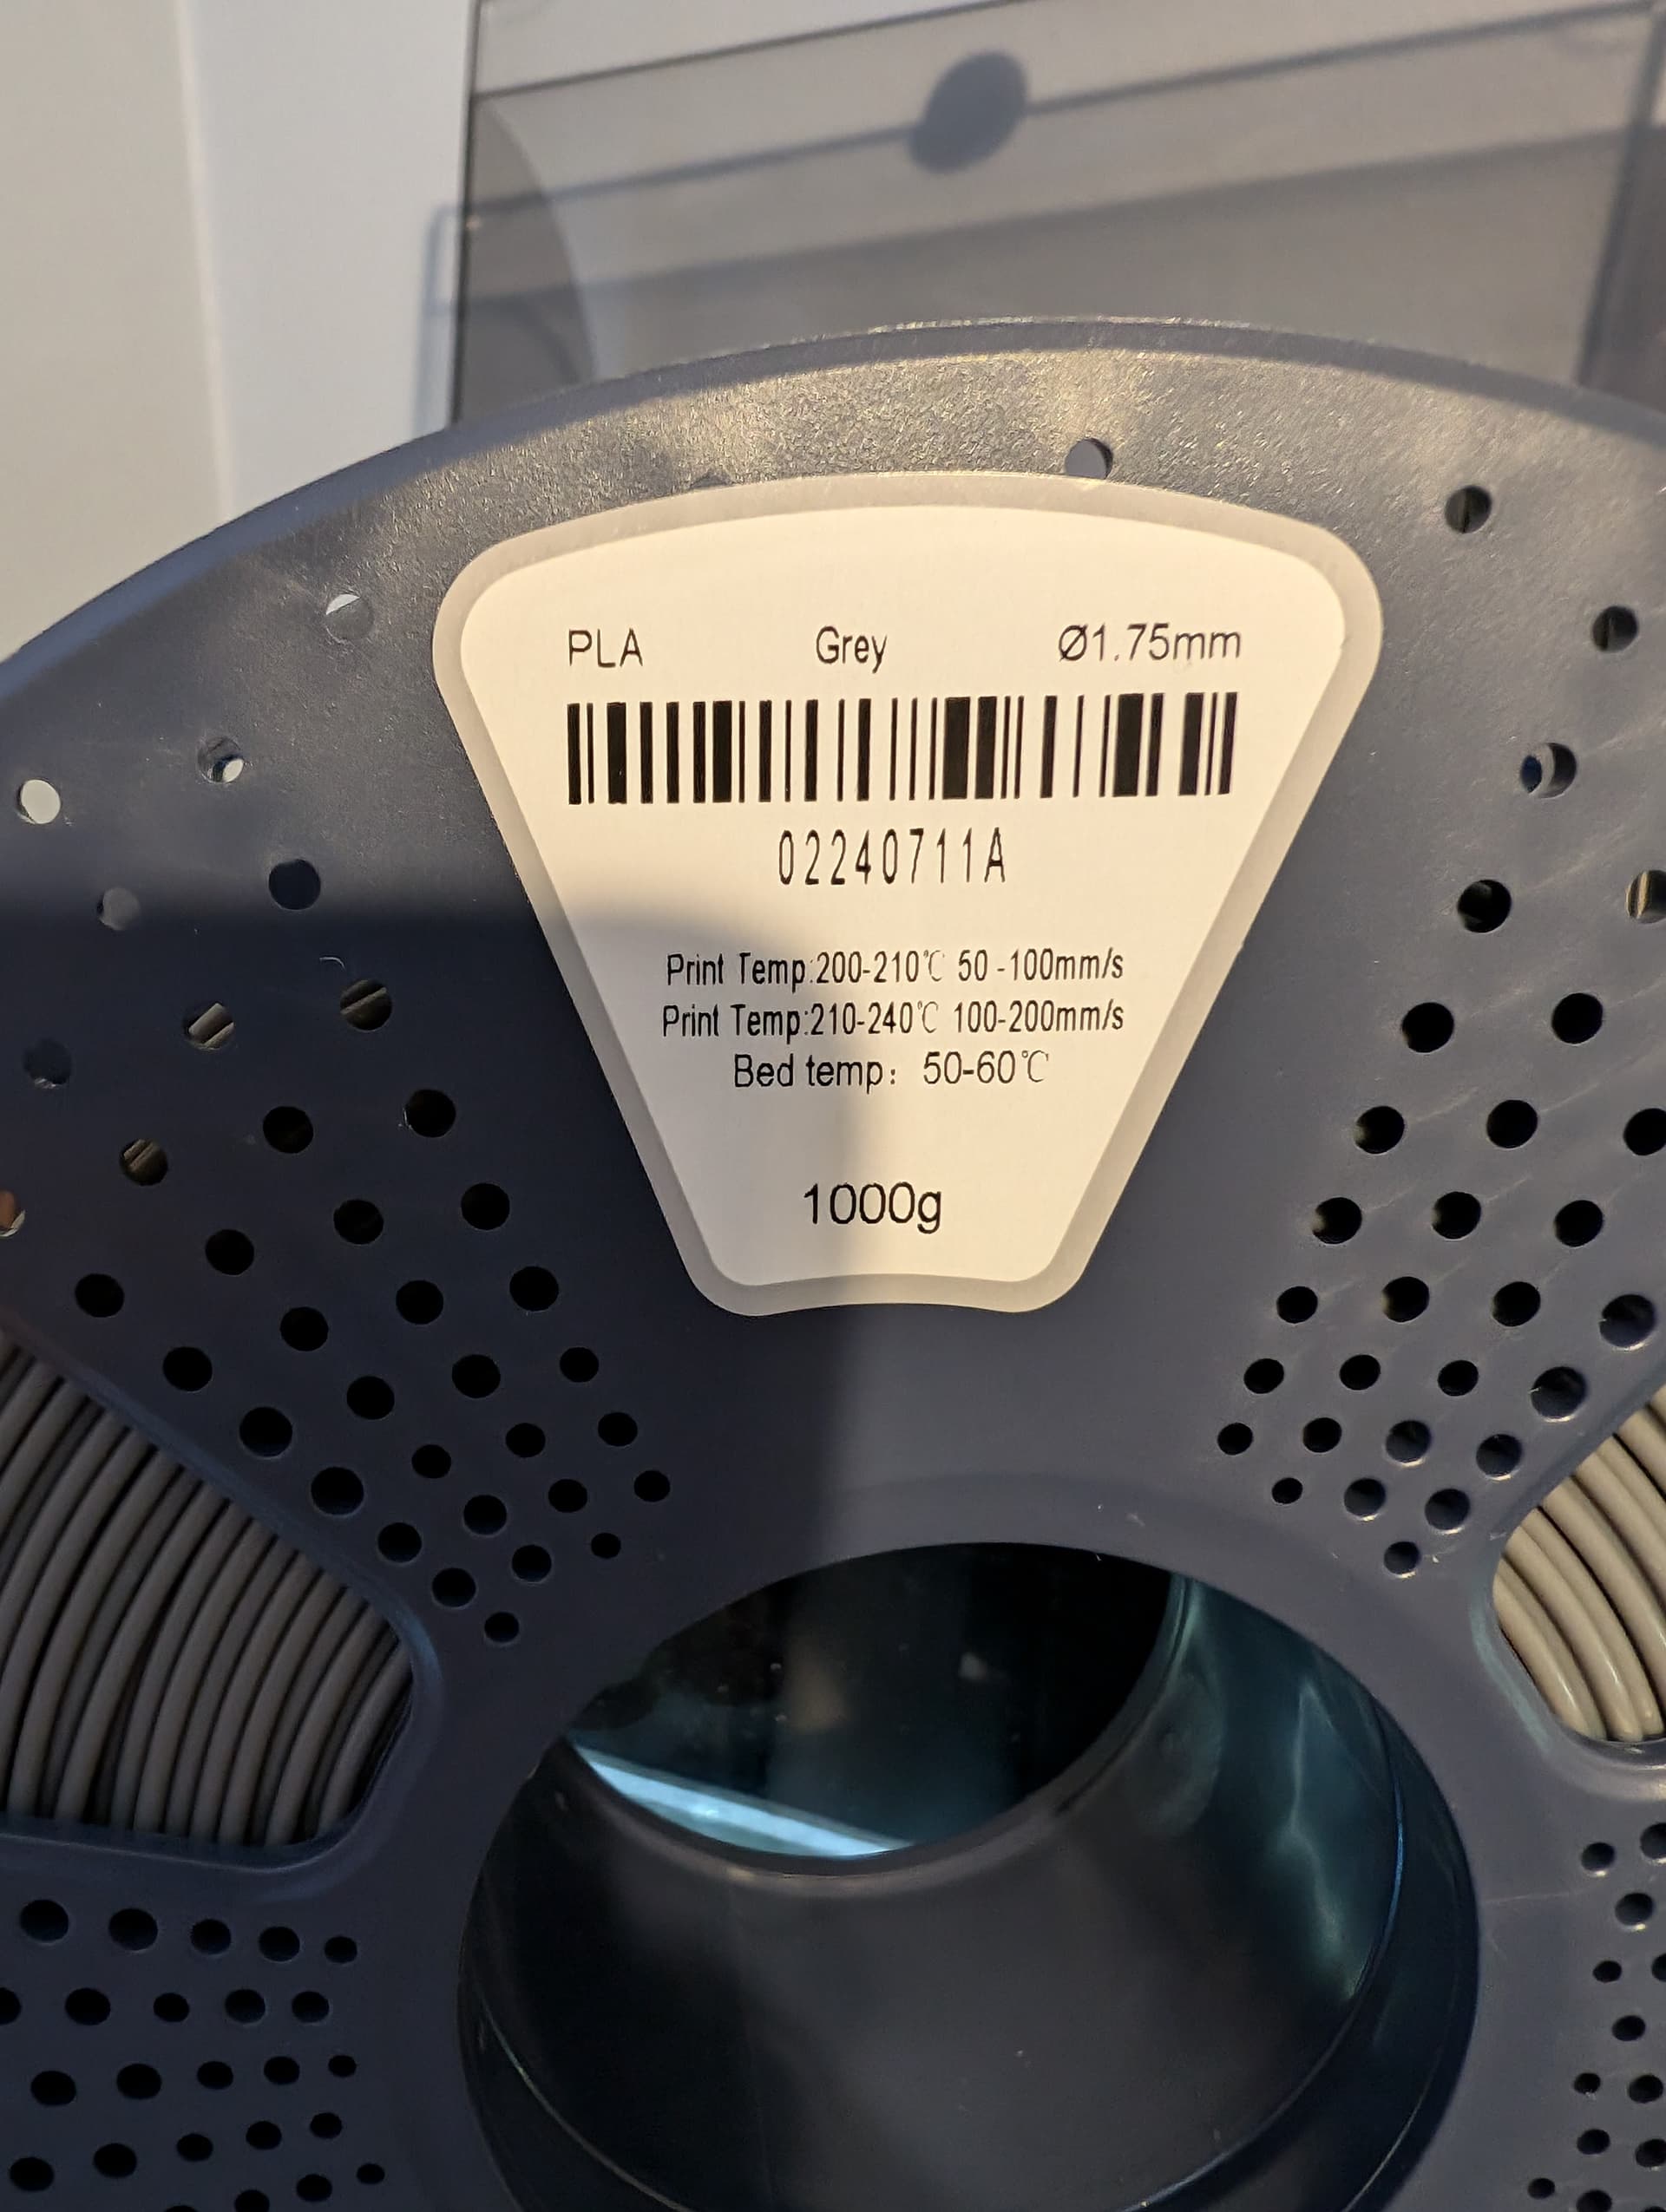 PLA Grey Ø1.75mm
02240711A
Print Temp:200-210℃ 50 -100mm/s
Print Temp:210-240℃ 100-200mm/s
Bed temp： 50-60℃
1000g